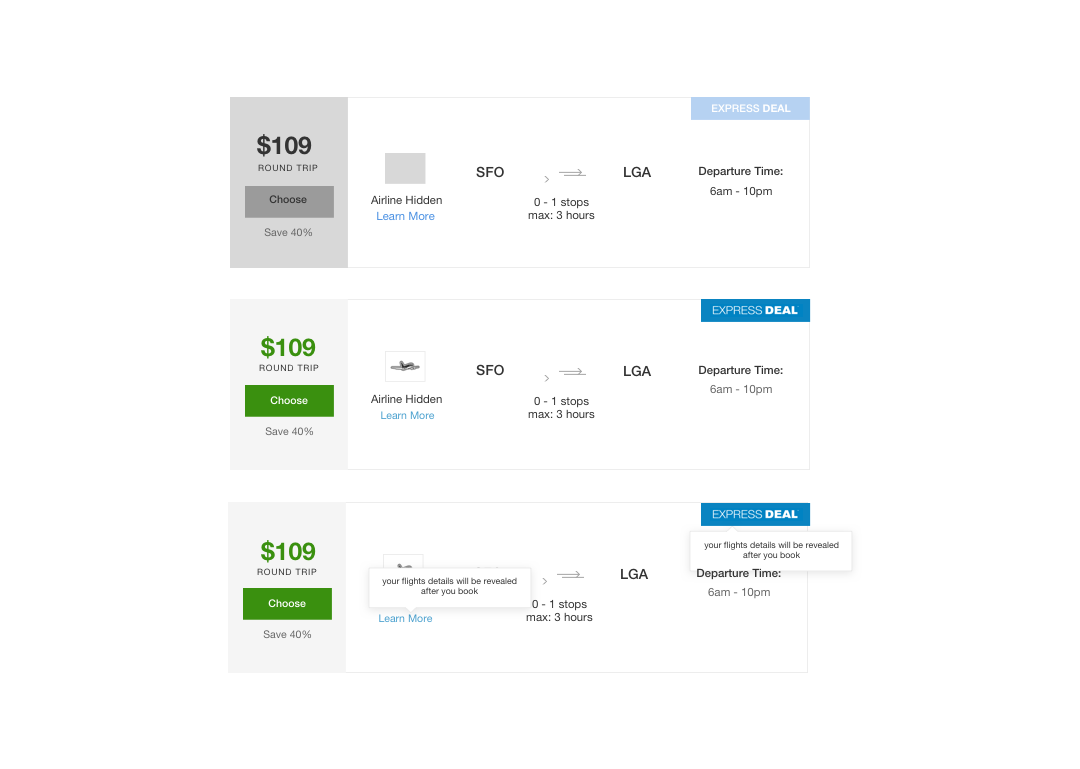 EXPRESS DEAL
$109
ROUND TRIP
Choose
Save 40%
Airline Hidden
Learn More
SFO
0 - 1 stops
max: 3 hours
LGA
Departure Time:
6am - 10pm
EXPRESS DEAL
$109
ROUND TRIP
Choose
Save 40%
Airline Hidden
Learn More
SFO
0 - 1 stops
max: 3 hours
LGA
Departure Time:
6am - 10pm
EXPRESS DEAL
your flights details will be revealed
after you book
$109
ROUND TRIP
Choose
Save 40%
your flights details will be revealed
after you book
Learn More
0 - 1 stops
max: 3 hours
LGA
Departure Time:
6am - 10pm